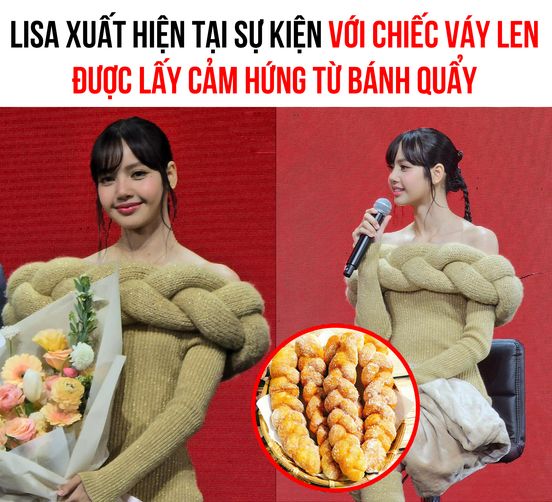 LISA XUẤT HIỆN TẠI SỰ KIỆN VỚI CHIẾC VÁY LEN
ĐƯỢC LẤY CẢM HỨNG TỪ BÁNH QUẨY